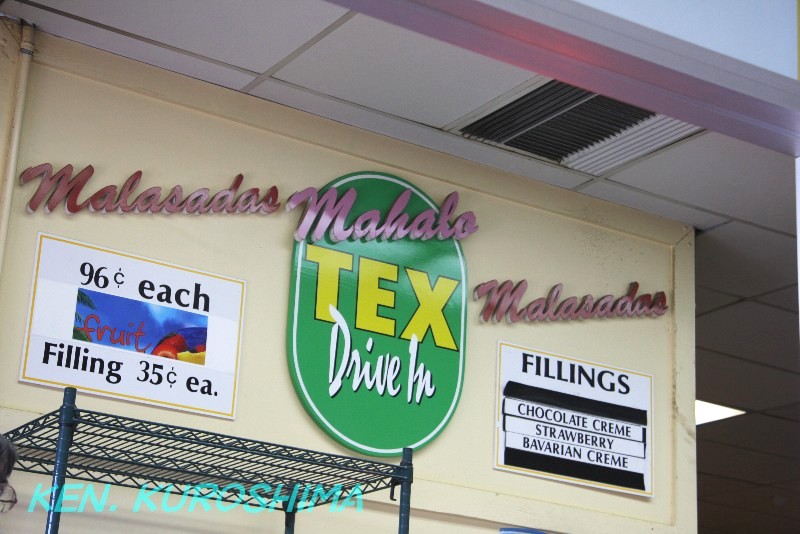 Malasadas
Mahalo
TEX
Drive In
Malasadas
96¢ each
fruit
Filling 35¢ ea.
FILLINGS
CHOCOLATE CREME
STRAWBERRY
BAVARIAN CREME
KEN. KUROSHIMA